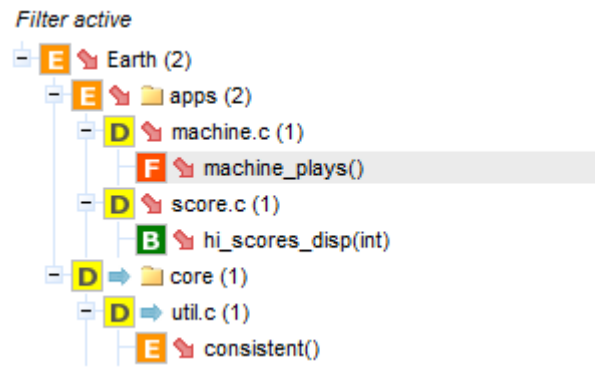 Filter active
E Earth (2)
E apps (2)
D machine.c (1)
F machine_plays()
D score.c (1)
B hi_scores_disp(int)
D core (1)
D util.c (1)
E consistent()